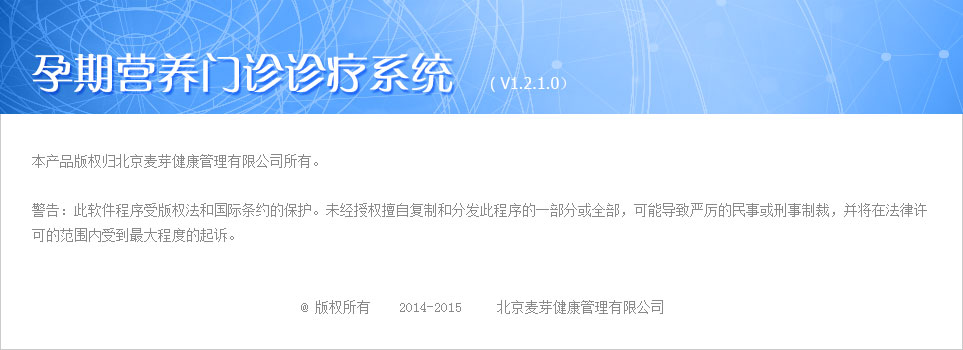 孕期营养门诊诊疗系统 ( V1.2.1.0）
本产品版权归北京麦芽健康管理有限公司所有。
警告：此软件程序受版权法和国际条约的保护。未经授权擅自复制和分发此程序的一部分或全部，可能导致严厉的民事或刑事制裁，并将在法律许
可的范围内受到最大程度的起诉。
@ 版权所有 2014-2015 北京麦芽健康管理有限公司